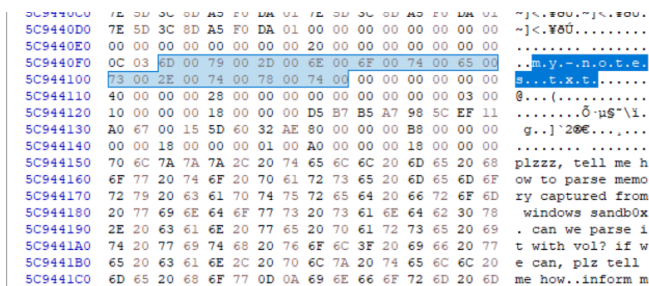 5C9440C0 7E 5D 3C 8D A5 F0 DA 01 7E 5D 3C 8D A5 F0 DA 01 ~]<.¥ðÚ.~]<.¥ðÚ.
5C9440D0 7E 5D 3C 8D A5 F0 DA 01 00 00 00 00 00 00 00 00 ~]<.¥ðÚ.........
5C9440E0 00 00 00 00 00 00 00 00 20 00 00 00 00 00 00 00 ........ .......
5C9440F0 0C 03 6D 00 79 00 2D 00 6E 00 6F 00 74 00 65 00 ..m.y.-.n.o.t.e.
5C944100 73 00 2E 00 74 00 78 00 74 00 00 00 00 00 00 00 s...t.x.t.......
5C944110 40 00 00 00 28 00 00 00 00 00 00 00 00 00 03 00 @...(...........
5C944120 10 00 00 00 18 00 00 00 D5 B7 B5 A7 98 5C EF 11 ........Õ·µ§˜\ï.
5C944130 A0 67 00 15 5D 60 32 AE 80 00 00 00 B8 00 00 00  g..]`2®€...¸...
5C944140 00 00 18 00 00 00 01 00 A0 00 00 00 18 00 00 00 ........ .......
5C944150 70 6C 7A 7A 7A 2C 20 74 65 6C 6C 20 6D 65 20 68 plzzz, tell me h
5C944160 6F 77 20 74 6F 20 70 61 72 73 65 20 6D 65 6D 6F ow to parse memo
5C944170 72 79 20 63 61 70 74 75 72 65 64 20 66 72 6F 6D ry captured from
5C944180 20 77 69 6E 64 6F 77 73 20 73 61 6E 64 62 30 78  windows sandb0x
5C944190 2E 20 63 61 6E 20 77 65 20 70 61 72 73 65 20 69 . can we parse i
5C9441A0 74 20 77 69 74 68 20 76 6F 6C 3F 20 69 66 20 77 t with vol? if w
5C9441B0 65 20 63 61 6E 2C 20 70 6C 7A 20 74 65 6C 6C 20 e can, plz tell
5C9441C0 6D 65 20 68 6F 77 0D 0A 69 6E 66 6F 72 6D 20 6D me how..inform m